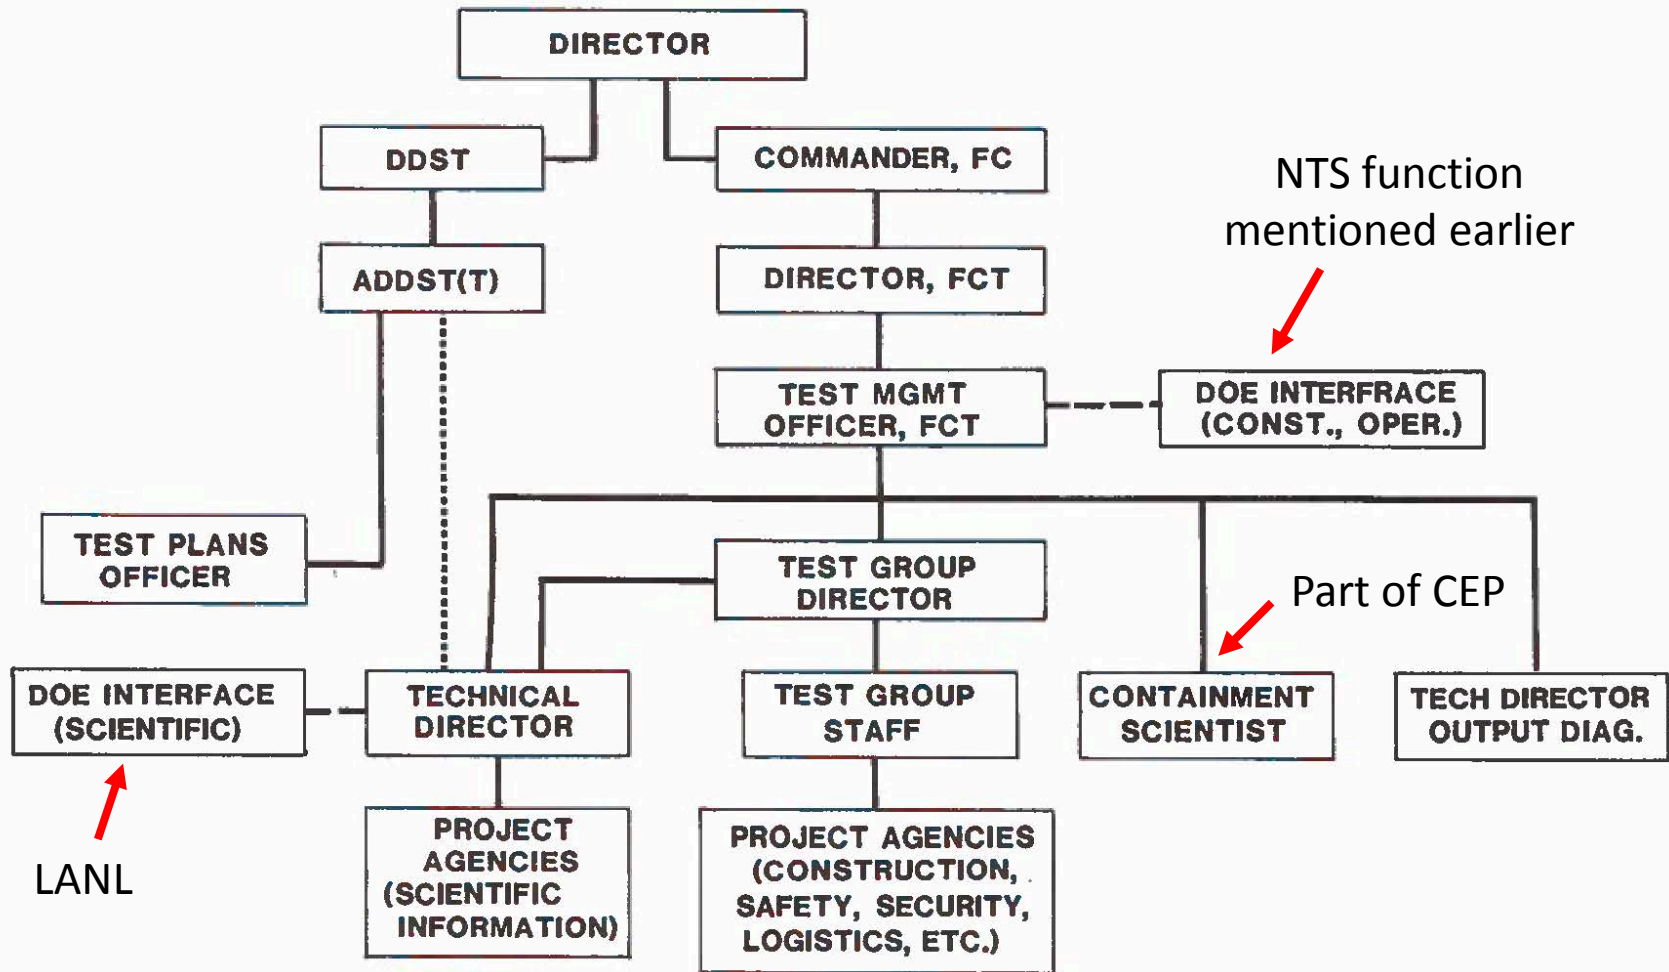 DIRECTOR
DDST
COMMANDER, FC
NTS function
mentioned earlier
ADDST(T)
DIRECTOR, FCT
TEST MGMT
OFFICER, FCT
DOE INTERFRACE
(CONST., OPER.)
TEST PLANS
OFFICER
TEST GROUP
DIRECTOR
Part of CEP
DOE INTERFACE
(SCIENTIFIC)
TECHNICAL
DIRECTOR
TEST GROUP
STAFF
CONTAINMENT
SCIENTIST
TECH DIRECTOR
OUTPUT DIAG.
LANL
PROJECT
AGENCIES
(SCIENTIFIC
INFORMATION)
PROJECT AGENCIES
(CONSTRUCTION,
SAFETY, SECURITY,
LOGISTICS, ETC.)